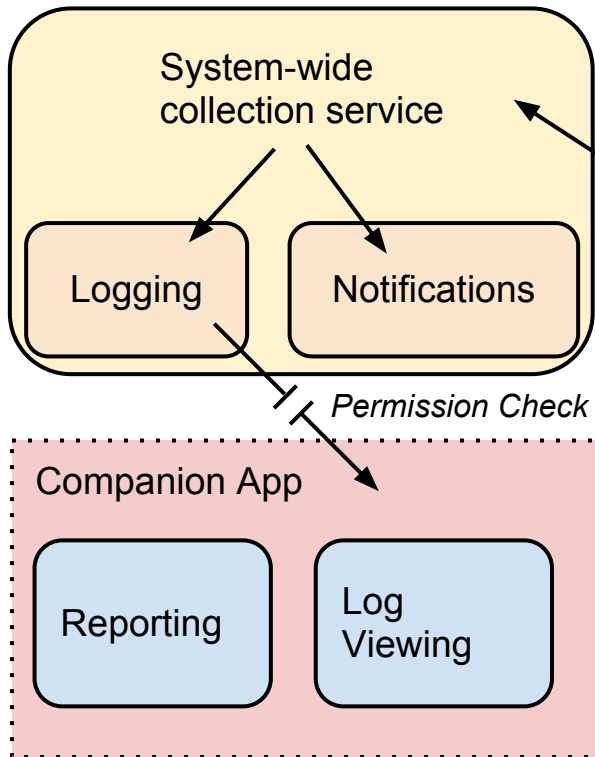 System-wide
collection service
Logging
Notifications
Permission Check
Companion App
Reporting
Log
Viewing